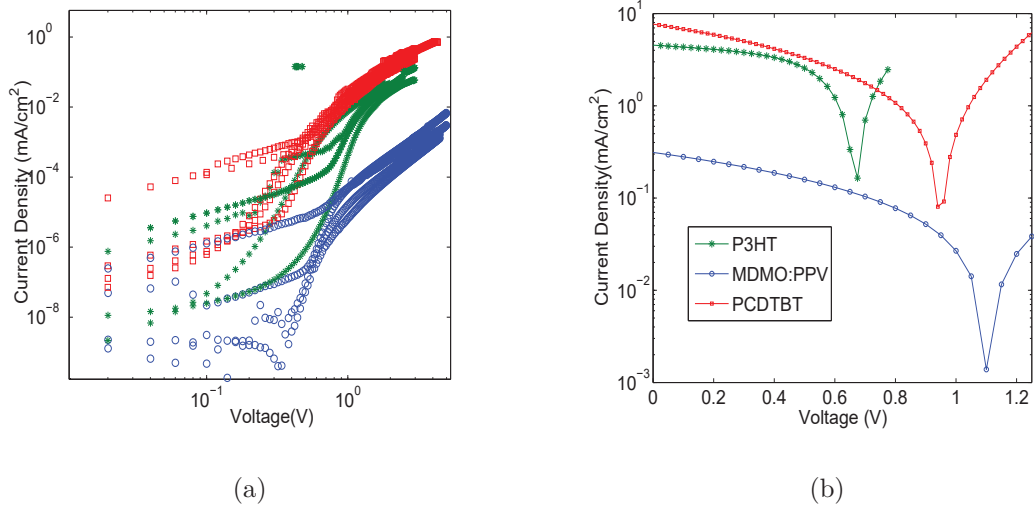 10^0
10^−2
10^−4
10^−6
10^−8
10^−1
10^0
Current Density (mA/cm^2)
Voltage(V)
(a)
10^1
10^0
10^−1
10^−2
10^−3
0
0.2
0.4
0.6
0.8
1
1.2
Current Density(mA/cm^2)
Voltage (V)
P3HT
MDMO:PPV
PCDTBT
(b)